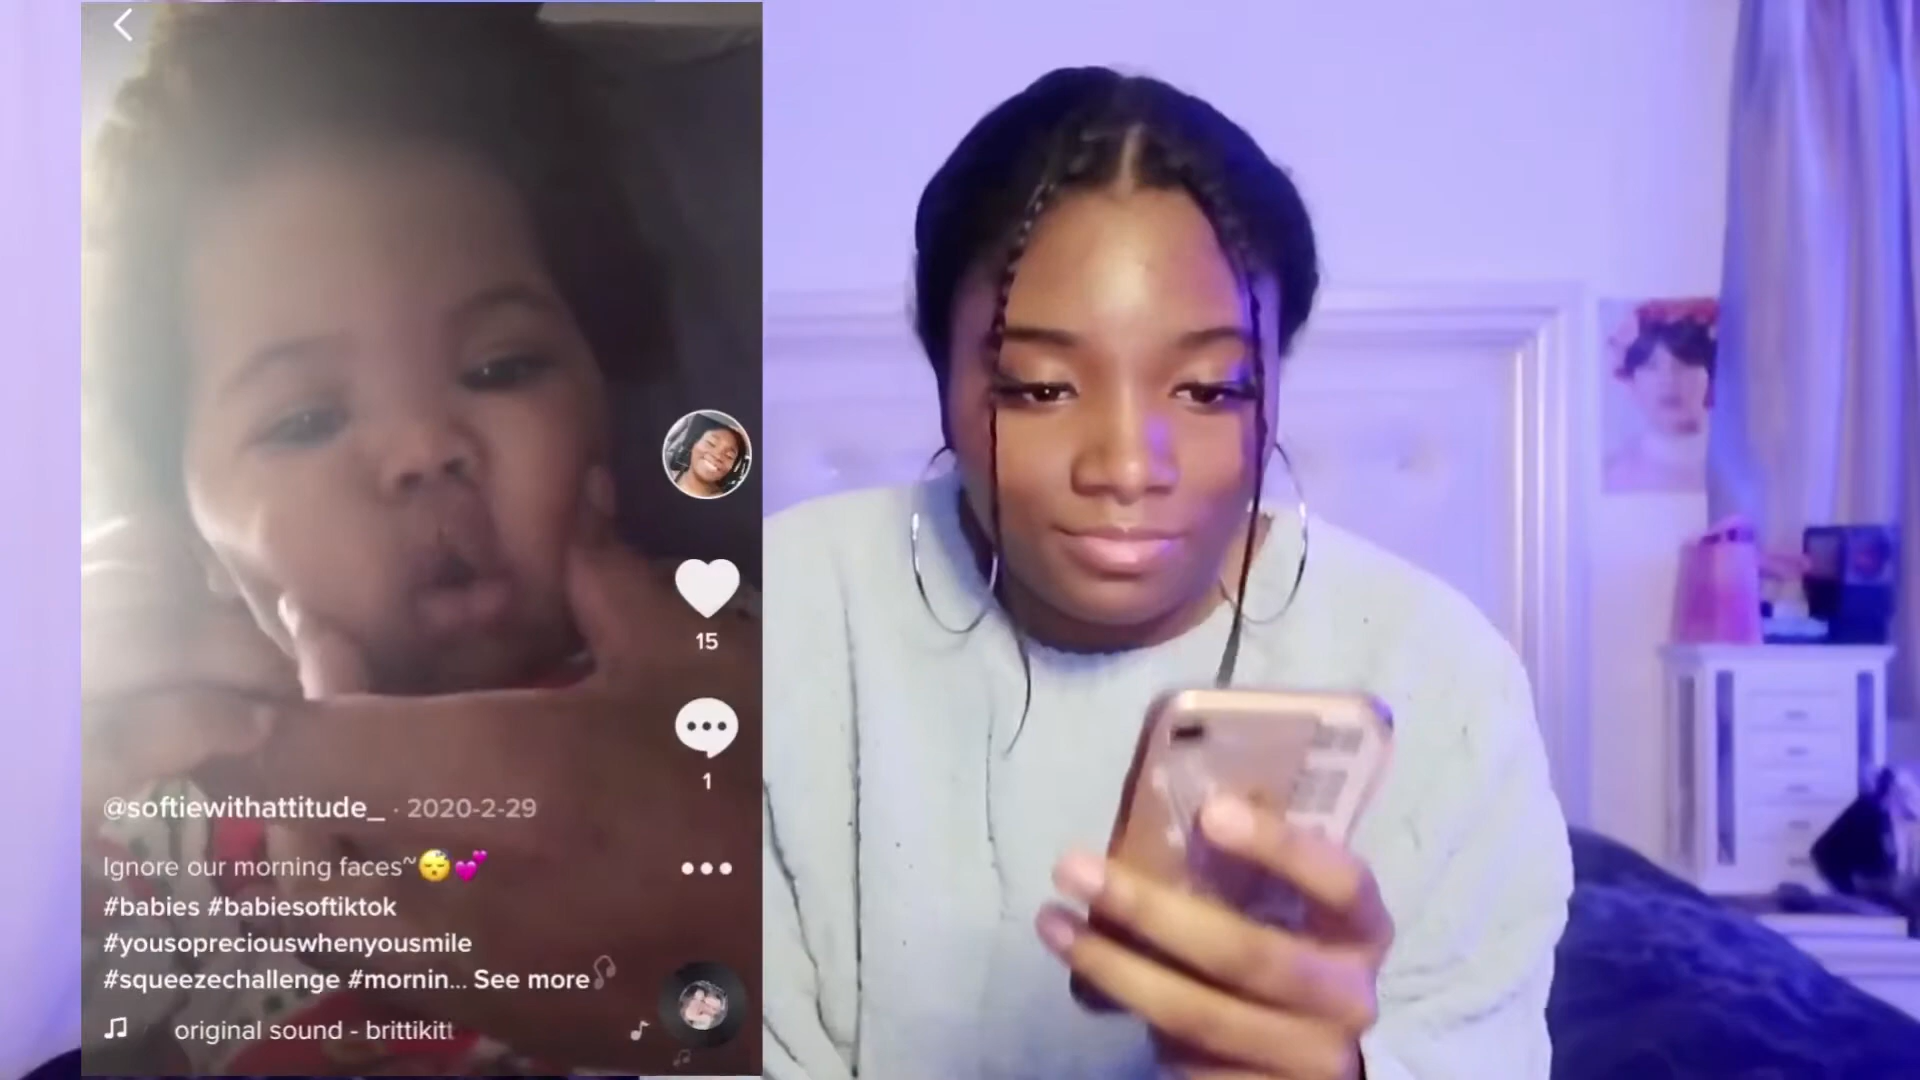 15
1
@softiewithattitude_ · 2020-2-29
Ignore our morning faces~😴💕
#babies #babiesoftiktok
#yousopreciouswhenyousmile
#squeezechallenge #mornin... See more
original sound - brittikitt